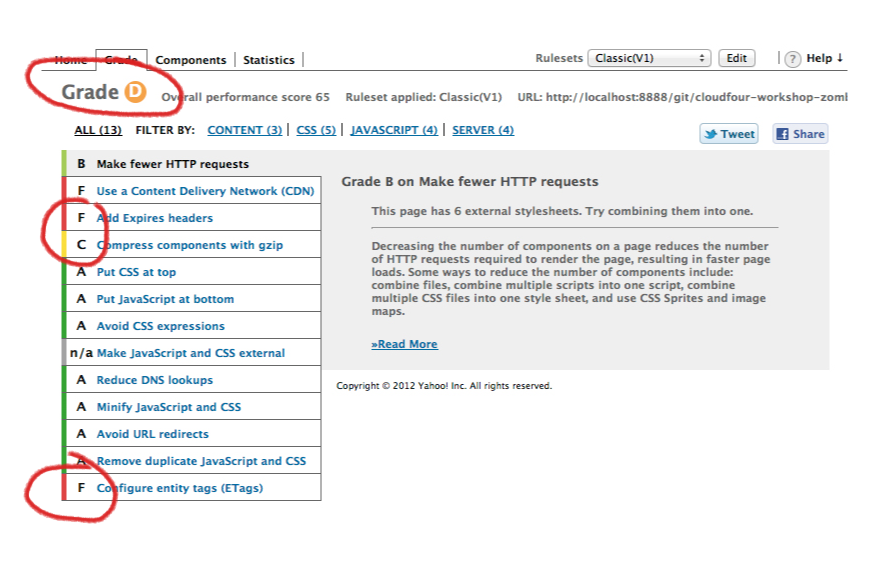 Home Grade Components Statistics Rulesets Classic(V1) Edit ? Help ↓
Grade D Overall performance score 65 Ruleset applied: Classic(V1) URL: http://localhost:8888/git/cloudfour-workshop-zoml
ALL (13) FILTER BY: CONTENT (3) CSS (5) JAVASCRIPT (4) SERVER (4) Tweet Share
B Make fewer HTTP requests
F Use a Content Delivery Network (CDN)
F Add Expires headers
C Compress components with gzip
A Put CSS at top
A Put JavaScript at bottom
A Avoid CSS expressions
n/a Make JavaScript and CSS external
A Reduce DNS lookups
A Minify JavaScript and CSS
A Avoid URL redirects
A Remove duplicate JavaScript and CSS
F Configure entity tags (ETags)
Grade B on Make fewer HTTP requests
This page has 6 external stylesheets. Try combining them into one.
Decreasing the number of components on a page reduces the number
of HTTP requests required to render the page, resulting in faster page
loads. Some ways to reduce the number of components include:
combine files, combine multiple scripts into one script, combine
multiple CSS files into one style sheet, and use CSS Sprites and image
maps.
»Read More
Copyright © 2012 Yahoo! Inc. All rights reserved.